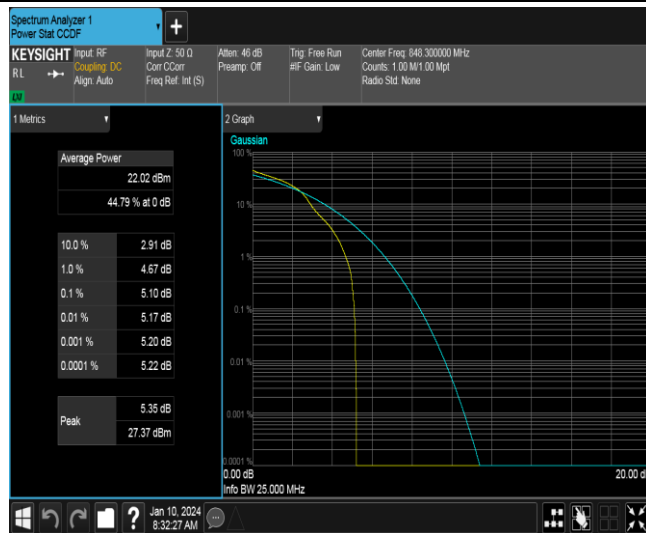 Spectrum Analyzer 1
Power Stat CCDF
KEYSIGHT
RL
Input: RF
Coupling: DC
Align: Auto
Input Z: 50 Ω
Corr CCorr
Freq Ref: Int (S)
Atten: 46 dB
Preamp: Off
Trig: Free Run
#IF Gain: Low
Center Freq: 848.300000 MHz
Counts: 1.00 M/1.00 Mpt
Radio Std: None
1 Metrics
Average Power
22.02 dBm
44.79 % at 0 dB
10.0 % 2.91 dB
1.0 % 4.67 dB
0.1 % 5.10 dB
0.01 % 5.17 dB
0.001 % 5.20 dB
0.0001 % 5.22 dB
Peak
5.35 dB
27.37 dBm
2 Graph
Gaussian
100 %
10 %
1 %
0.1 %
0.01 %
0.001 %
0.0001 %
0.00 dB
20.00 d
Info BW 25.000 MHz
?
Jan 10, 2024
8:32:27 AM